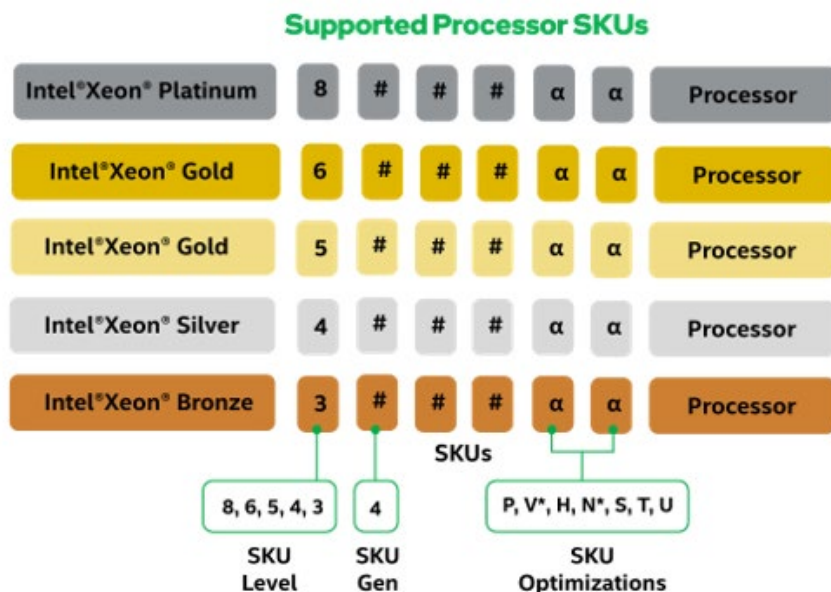 Supported Processor SKUs
Intel®Xeon® Platinum 8 # # # α α Processor
Intel®Xeon® Gold 6 # # # α α Processor
Intel®Xeon® Gold 5 # # # α α Processor
Intel®Xeon® Silver 4 # # # α α Processor
Intel®Xeon® Bronze 3 # # # α α Processor
SKUs
8, 6, 5, 4, 3 4 P, V*, H, N*, S, T, U
SKU SKU SKU
Level Gen Optimizations